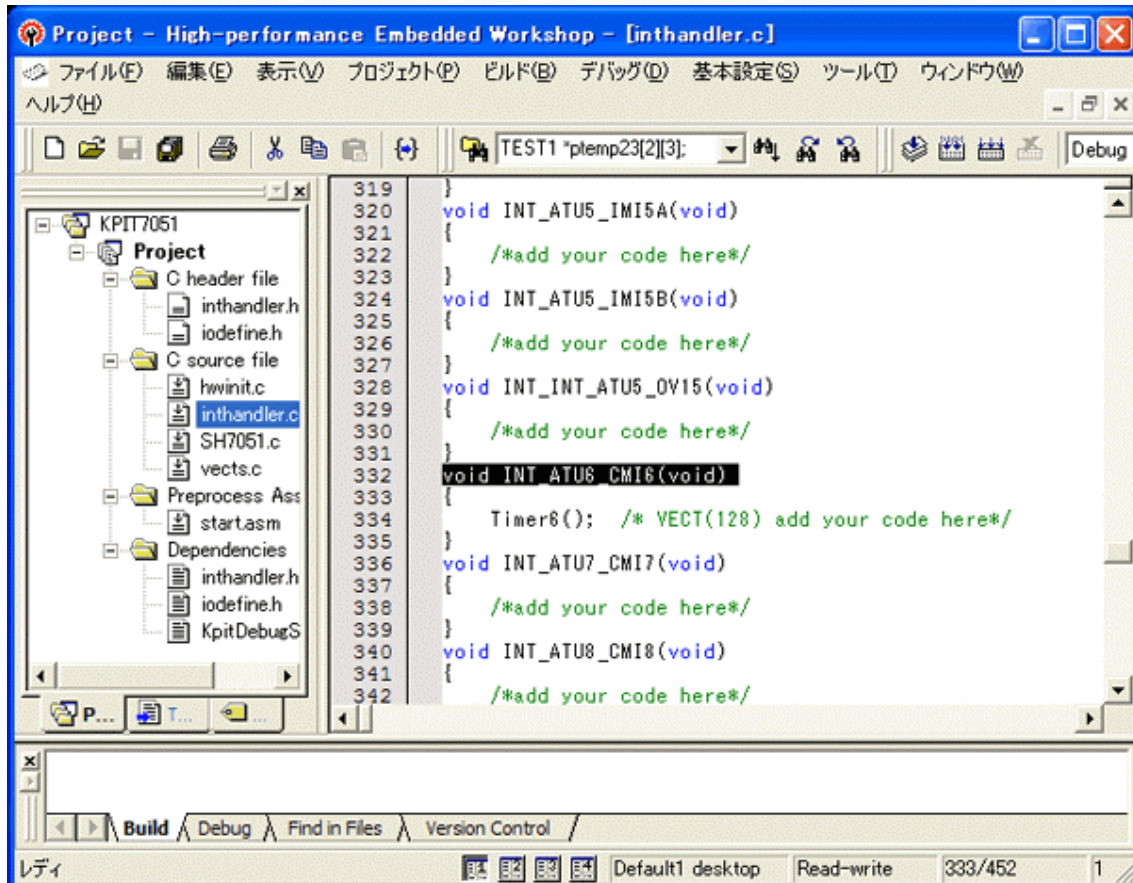 Project - High-performance Embedded Workshop - [inthandler.c]
ファイル(F) 編集(E) 表示(V) プロジェクト(P) ビルド(B) デバッグ(D) 基本設定(S) ツール(T) ウィンドウ(W)
ヘルプ(H)
TEST1 *ptemp23[2][3]; Debug
KPIT7051
Project
C header file
inthandler.h
iodefine.h
C source file
hwinit.c
inthandler.c
SH7051.c
vects.c
Preprocess Ass
start.asm
Dependencies
inthandler.h
iodefine.h
KpitDebugS
P... T... ...
319 }
320 void INT_ATU5_IMI5A(void)
321 {
322 /*add your code here*/
323 }
324 void INT_ATU5_IMI5B(void)
325 {
326 /*add your code here*/
327 }
328 void INT_INT_ATU5_OV15(void)
329 {
330 /*add your code here*/
331 }
332 void INT_ATU6_CMI6(void)
333 {
334 Timer6(); /* VECT(128) add your code here*/
335 }
336 void INT_ATU7_CMI7(void)
337 {
338 /*add your code here*/
339 }
340 void INT_ATU8_CMI8(void)
341 {
342 /*add your code here*/
Build Debug Find in Files Version Control
レディ 1 2 3 4 Default1 desktop Read-write 333/452 1